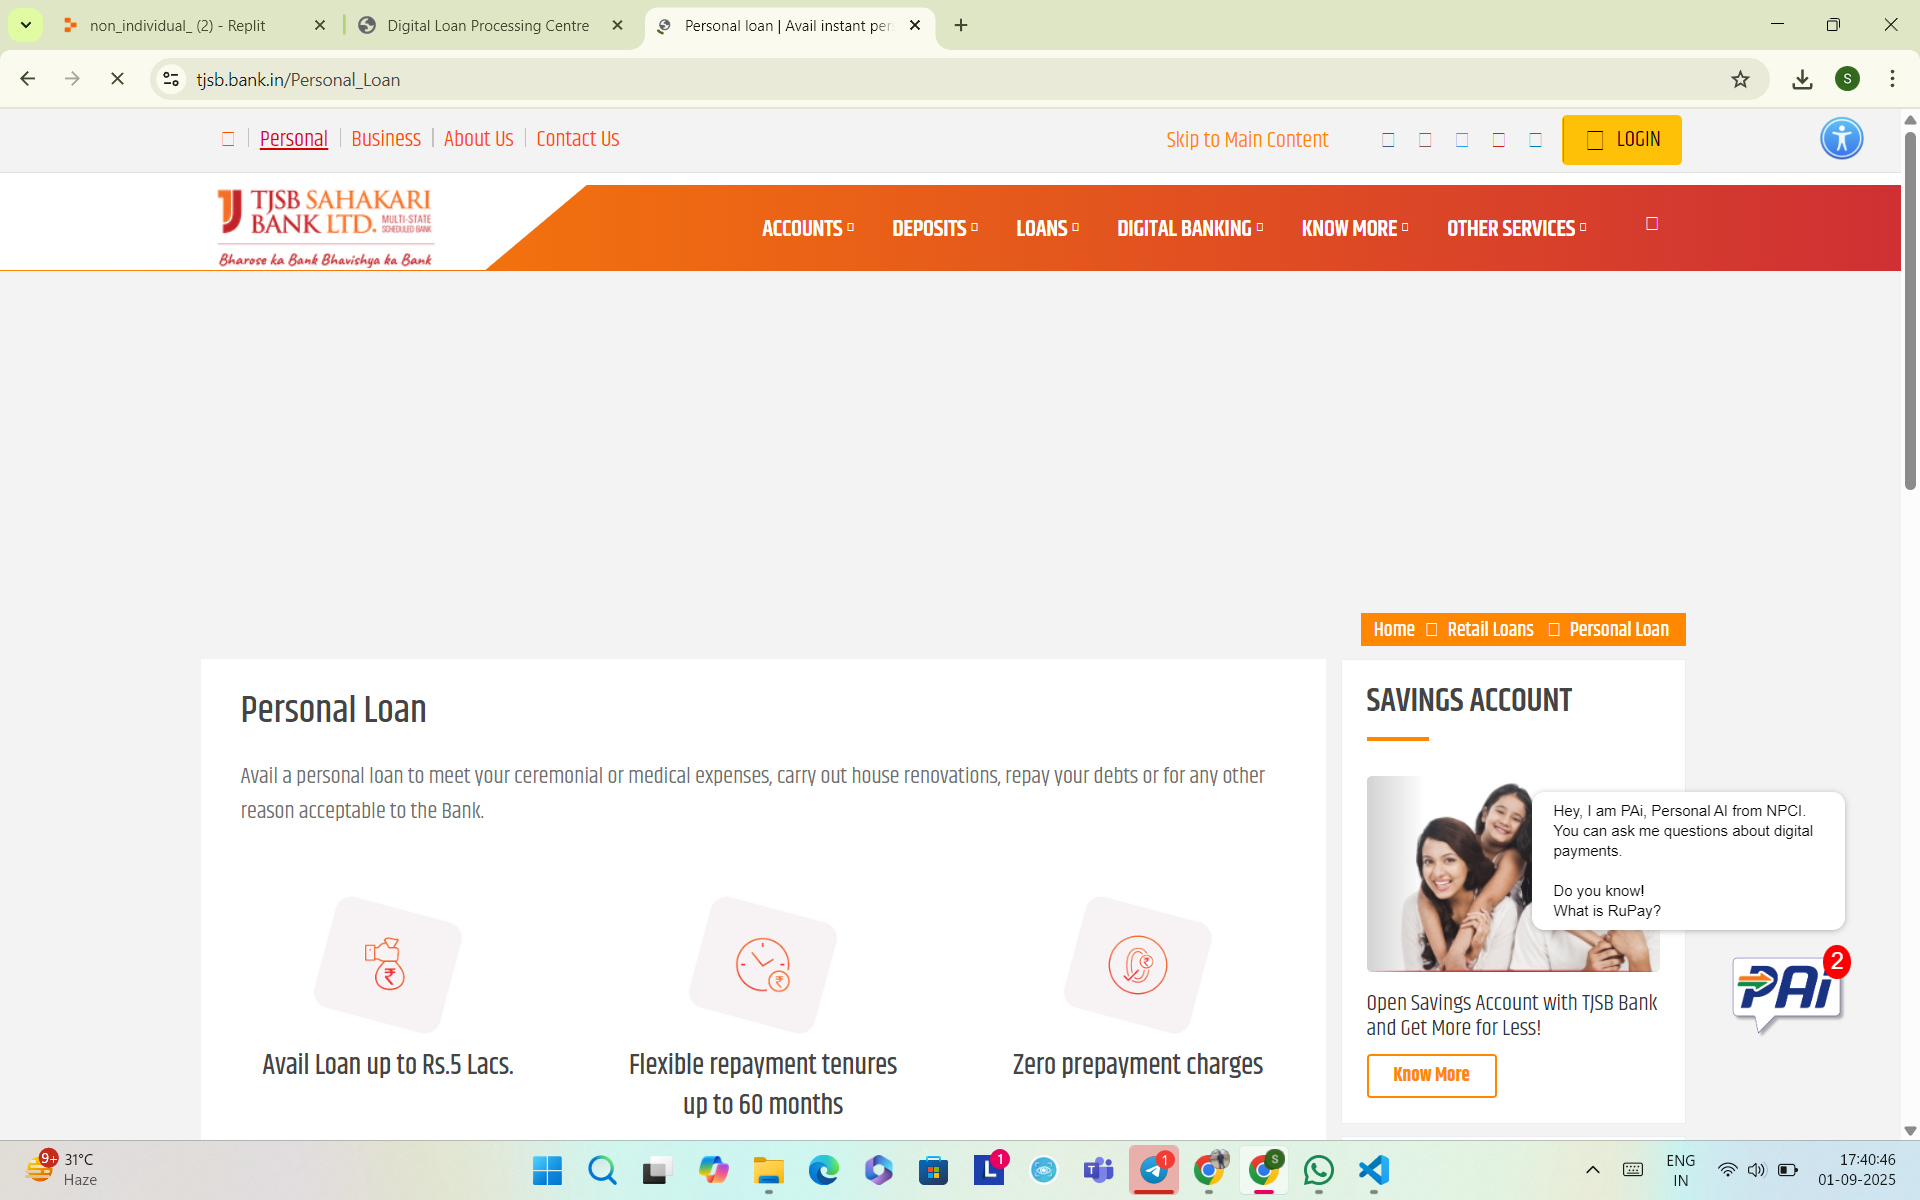 non_individual_ (2) - Replit
Digital Loan Processing Centre
Personal loan | Avail instant per
tjsb.bank.in/Personal_Loan
S
Personal
Business
About Us
Contact Us
Skip to Main Content
LOGIN
TJSB SAHAKARI
BANK LTD. MULTI-STATE SCHEDULED BANK
Bharose ka Bank Bhavishya ka Bank
ACCOUNTS
DEPOSITS
LOANS
DIGITAL BANKING
KNOW MORE
OTHER SERVICES
Home
Retail Loans
Personal Loan
Personal Loan
Avail a personal loan to meet your ceremonial or medical expenses, carry out house renovations, repay your debts or for any other
reason acceptable to the Bank.
Avail Loan up to Rs.5 Lacs.
Flexible repayment tenures
up to 60 months
Zero prepayment charges
SAVINGS ACCOUNT
Hey, I am PAi, Personal AI from NPCI.
You can ask me questions about digital
payments.
Do you know!
What is RuPay?
2
PAi
Open Savings Account with TJSB Bank
and Get More for Less!
Know More
9+
31°C
Haze
L
1
1
S
ENG
IN
17:40:46
01-09-2025